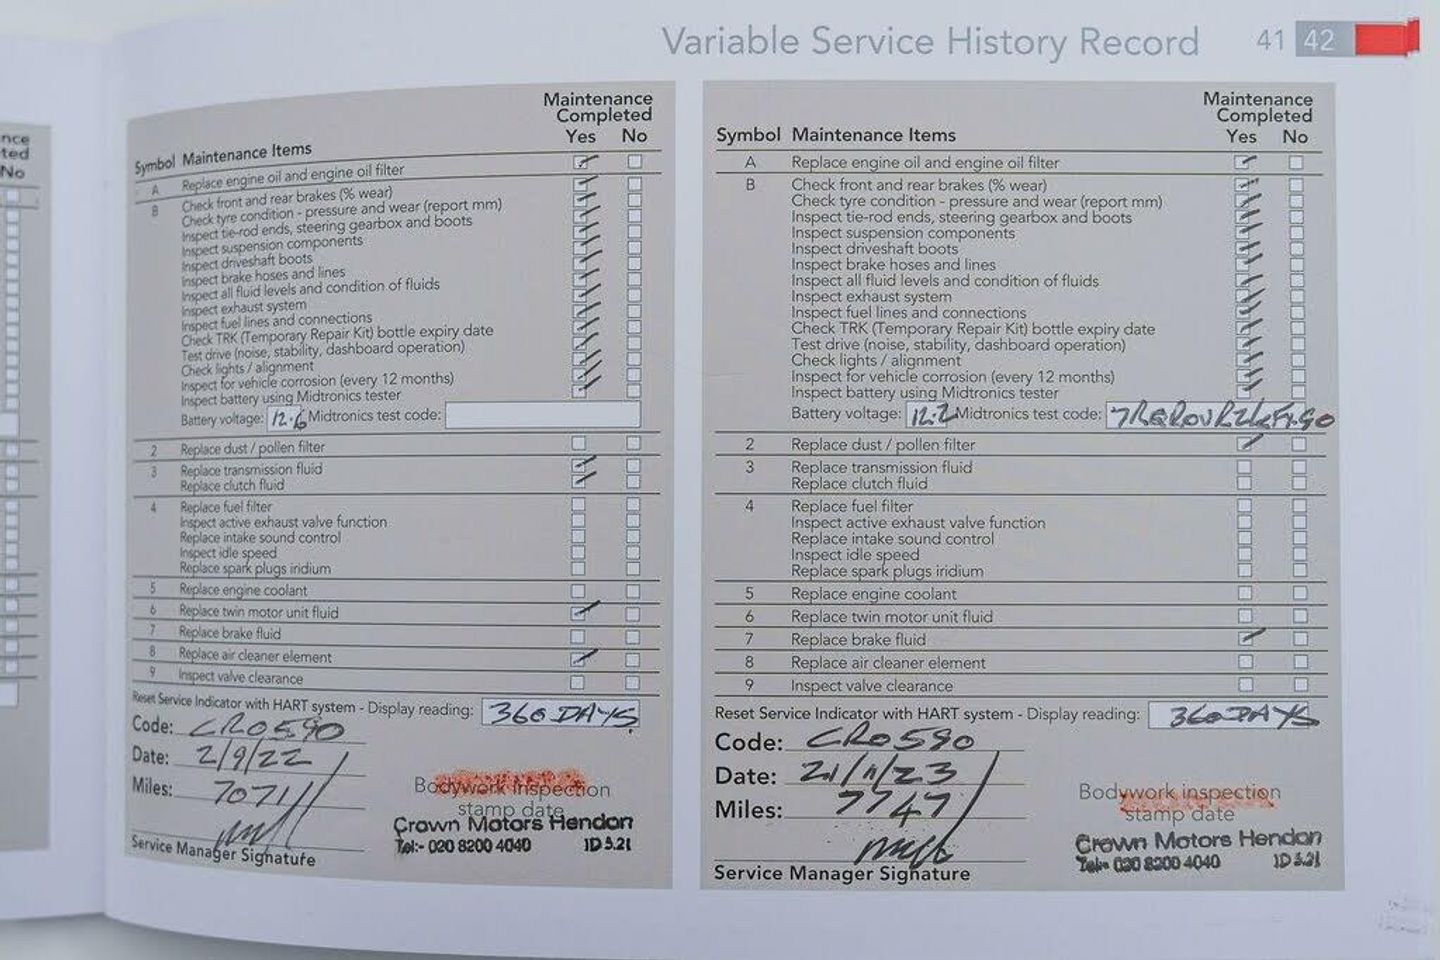 nce
ted
No
Variable Service History Record 41 42
Maintenance
Completed
Symbol Maintenance Items Yes No
A Replace engine oil and engine oil filter
B Check front and rear brakes (% wear)
Check tyre condition - pressure and wear (report mm)
Inspect tie-rod ends, steering gearbox and boots
Inspect suspension components
Inspect driveshaft boots
Inspect brake hoses and lines
Inspect all fluid levels and condition of fluids
Inspect exhaust system
Inspect fuel lines and connections
Check TRK (Temporary Repair Kit) bottle expiry date
Test drive (noise, stability, dashboard operation)
Check lights / alignment
Inspect for vehicle corrosion (every 12 months)
Inspect battery using Midtronics tester
Battery voltage: 12.6 Midtronics test code:
2 Replace dust / pollen filter
3 Replace transmission fluid
Replace clutch fluid
4 Replace fuel filter
Inspect active exhaust valve function
Replace intake sound control
Inspect idle speed
Replace spark plugs iridium
5 Replace engine coolant
6 Replace twin motor unit fluid
7 Replace brake fluid
8 Replace air cleaner element
9 Inspect valve clearance
Reset Service Indicator with HART system - Display reading: 360 DAYS
Code: CR0590
Date: 2/9/22
Miles: 7071
Service Manager Signature
Bodywork inspection
stamp date
Crown Motors Hendon
Tel:- 020 8200 4040 ID 5.21
Maintenance
Completed
Symbol Maintenance Items Yes No
A Replace engine oil and engine oil filter
B Check front and rear brakes (% wear)
Check tyre condition - pressure and wear (report mm)
Inspect tie-rod ends, steering gearbox and boots
Inspect suspension components
Inspect driveshaft boots
Inspect brake hoses and lines
Inspect all fluid levels and condition of fluids
Inspect exhaust system
Inspect fuel lines and connections
Check TRK (Temporary Repair Kit) bottle expiry date
Test drive (noise, stability, dashboard operation)
Check lights / alignment
Inspect for vehicle corrosion (every 12 months)
Inspect battery using Midtronics tester
Battery voltage: 12.2 Midtronics test code:
2 Replace dust / pollen filter
3 Replace transmission fluid
Replace clutch fluid
4 Replace fuel filter
Inspect active exhaust valve function
Replace intake sound control
Inspect idle speed
Replace spark plugs iridium
5 Replace engine coolant
6 Replace twin motor unit fluid
7 Replace brake fluid
8 Replace air cleaner element
9 Inspect valve clearance
Reset Service Indicator with HART system - Display reading: 360 DAYS
Code: CR0590
Date: 21/11/23
Miles: 7747
Service Manager Signature
Bodywork inspection
stamp date
Crown Motors Hendon
Tel:- 020 8200 4040 ID 5.21